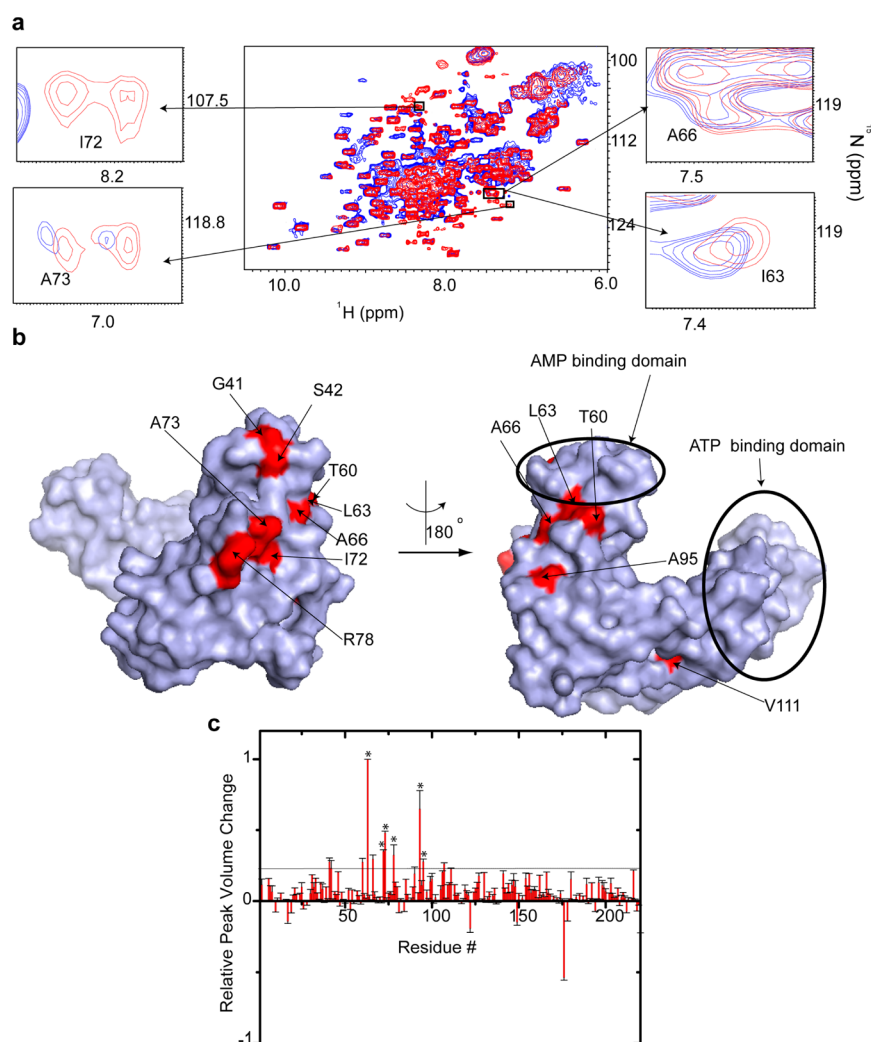 a
I72
8.2
107.5
A73
7.0
118.8
100
112
124
10.0
8.0
6.0
¹H (ppm)
A66
7.5
119
I63
7.4
119
¹⁵N (ppm)
b
G41
S42
A73
T60
L63
A66
I72
R78
180°
AMP binding domain
L63
A66
T60
ATP binding domain
A95
V111
c
Relative Peak Volume Change
1
0
-1
* * * * * *
50
100
150
200
Residue #